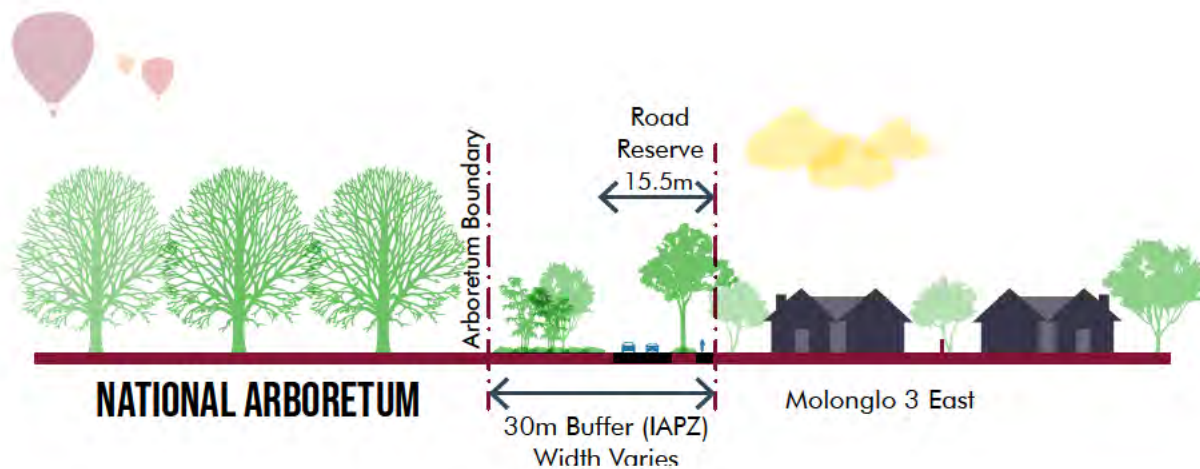 Road
Reserve
15.5m
Arboretum Boundary
NATIONAL ARBORETUM
30m Buffer (IAPZ)
Width Varies
Molonglo 3 East